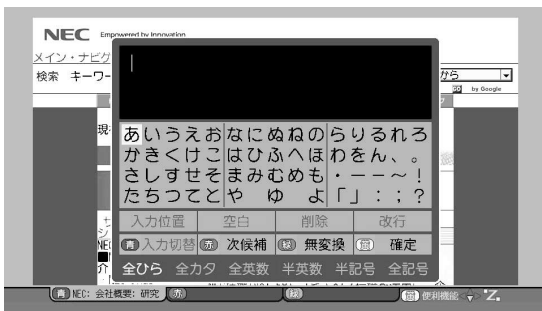 NEC Empowered by Innovation
メイン・ナビゲ
検索 キーワー
から
by Google
現
あいうえおなにぬねのらりるれろ
かきくけこはひふへほわをん、。
さしすせそまみむめも・ー－～！
たちつてとや ゆ よ「」：；？
入力位置 空白 削除 改行
青 入力切替 赤 次候補 緑 無変換 黄 確定
全ひら 全カタ 全英数 半英数 半記号 全記号
青 NEC: 会社概要: 研究 赤 緑 黄 便利機能 Z.